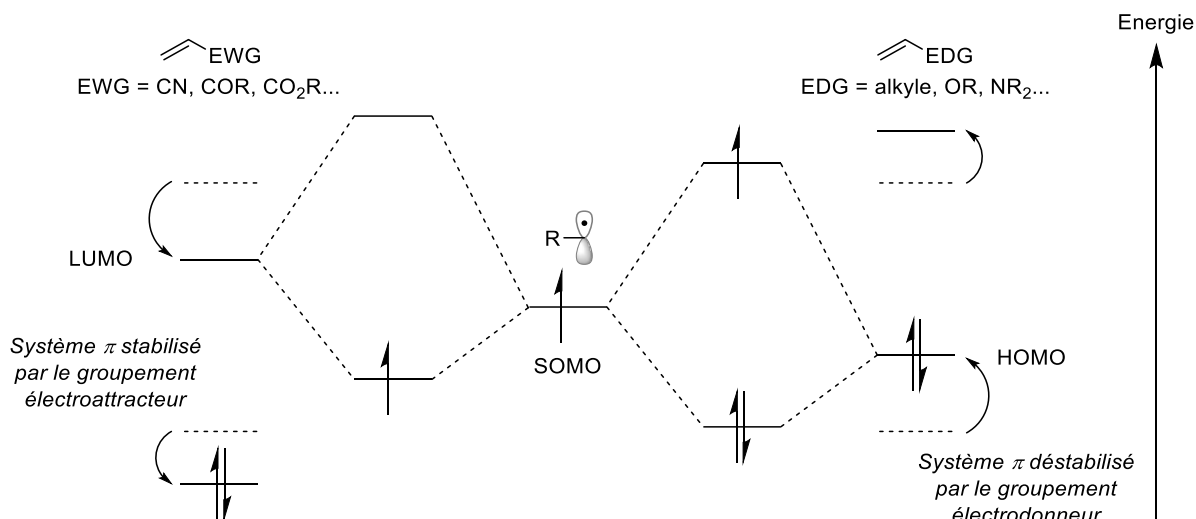 Energie
EWG
EWG = CN, COR, CO2R...
EDG
EDG = alkyle, OR, NR2...
R
LUMO
SOMO
HOMO
Système π stabilisé
par le groupement
électroattracteur
Système π déstabilisé
par le groupement
électrodonneur